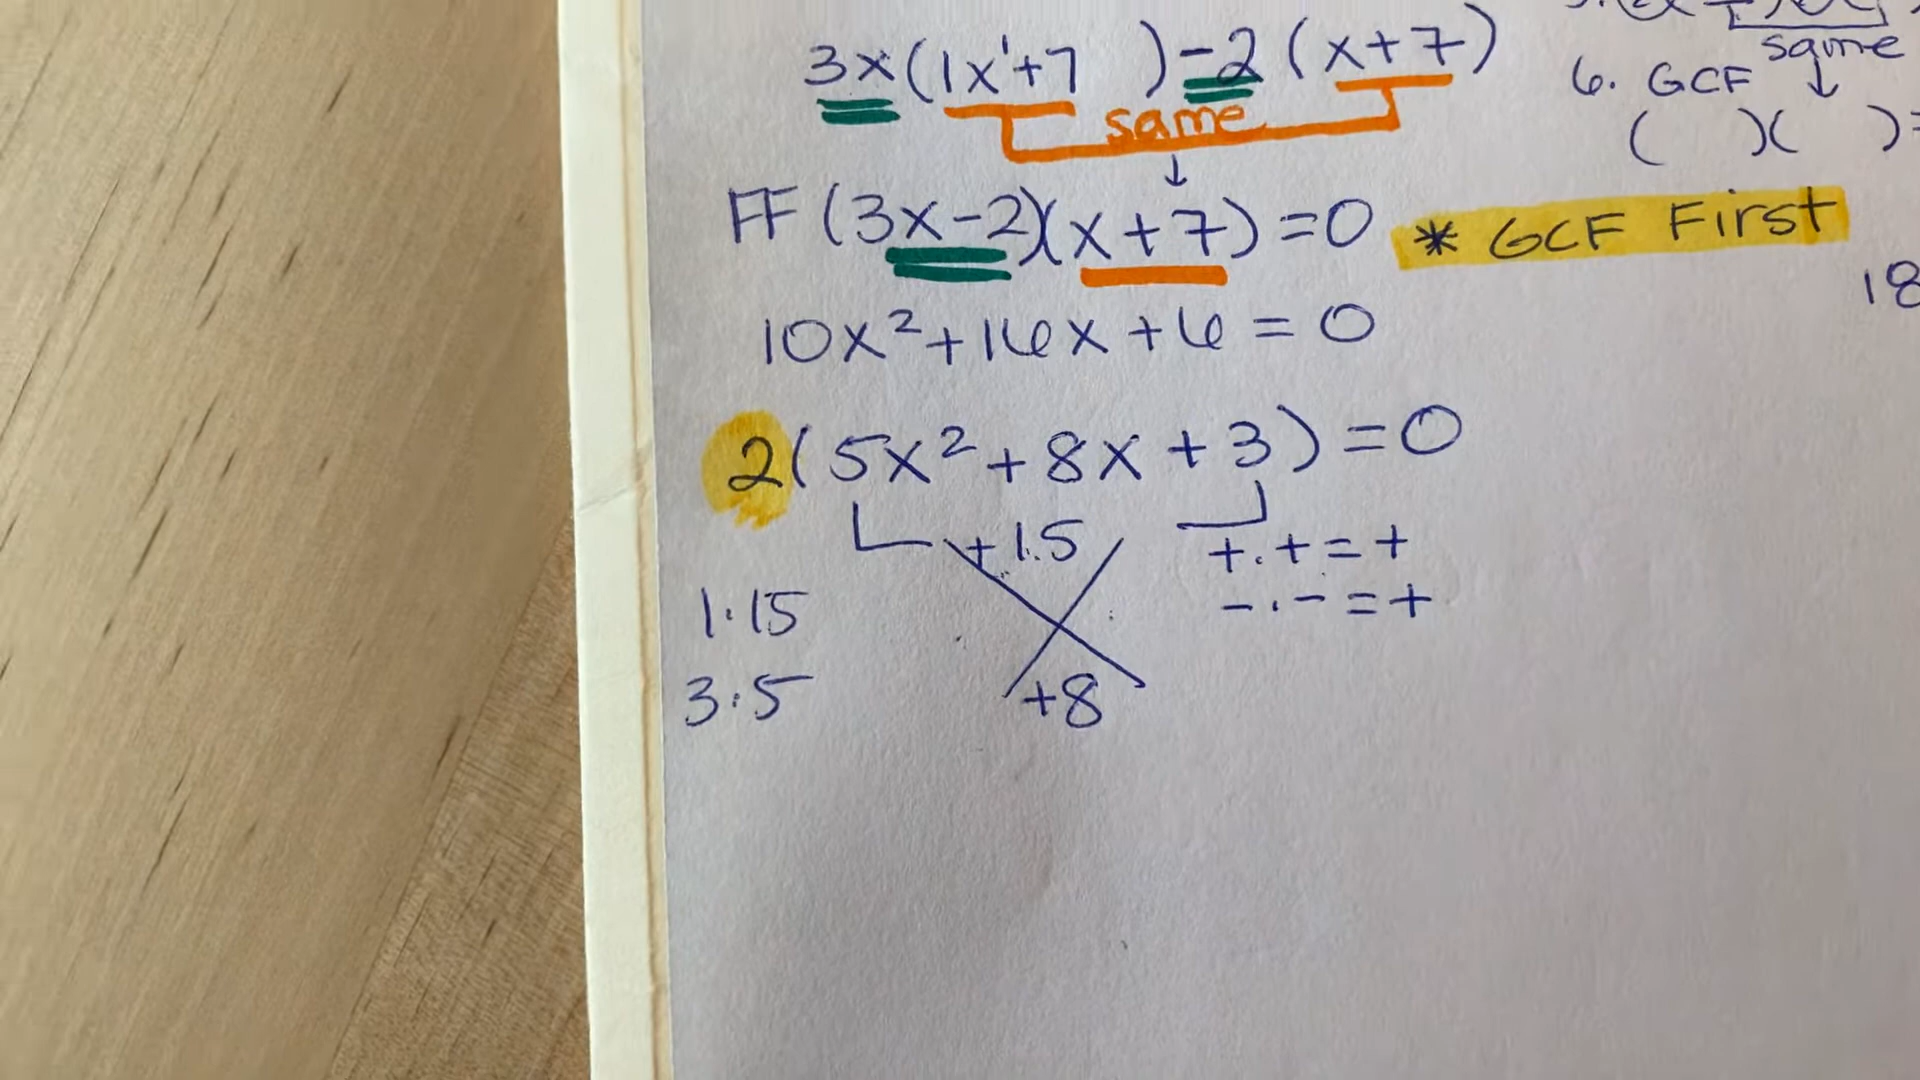 3x(1x¹+7 )-2(x+7)
same
FF (3x-2)(x+7)=0
* GCF First
10x²+16x+6=0
2(5x²+8x+3)=0
+15
+.+=+
-.-=+
1.15
3.5
+8
same
6. GCF ↓
( )( )=
18